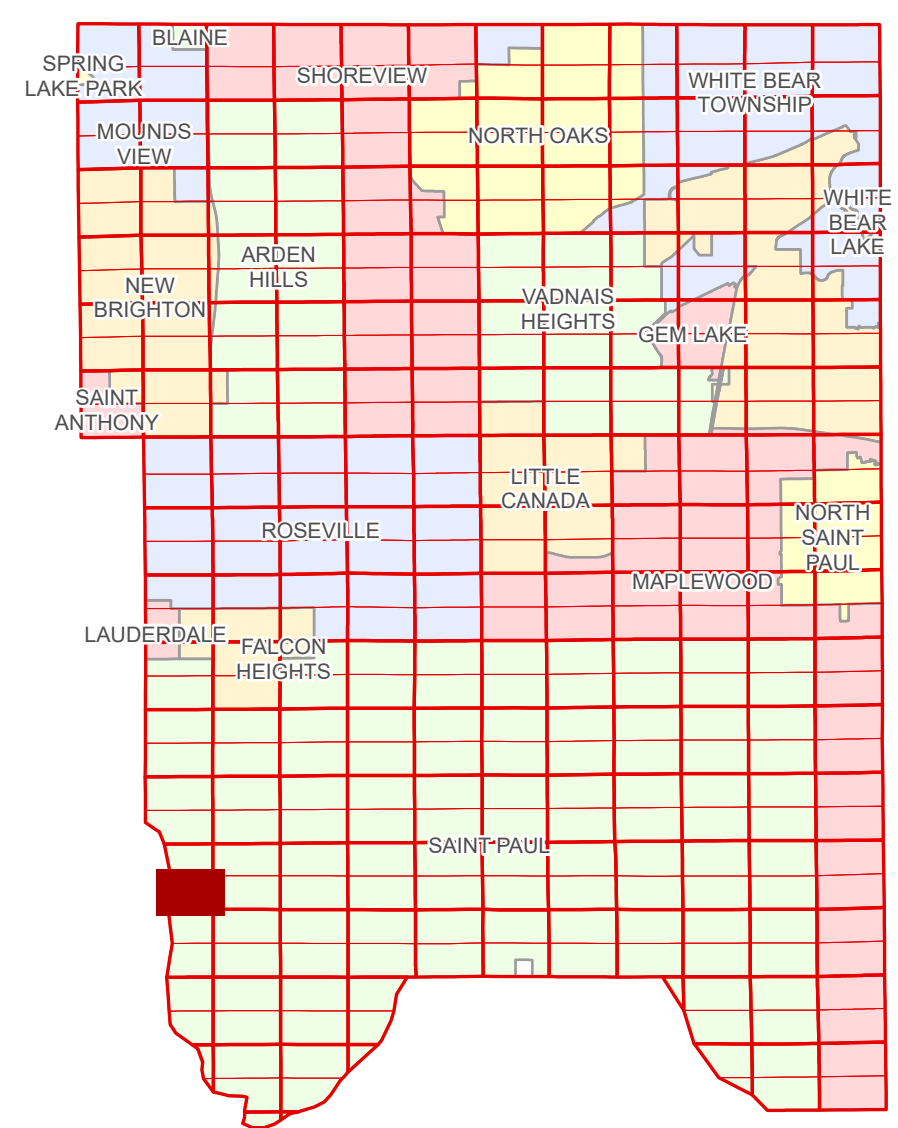 BLAINE
SPRING
LAKE PARK
SHOREVIEW
WHITE BEAR
TOWNSHIP
MOUNDS
VIEW
NORTH OAKS
WHITE
BEAR
LAKE
ARDEN
HILLS
NEW
BRIGHTON
VADNAIS
HEIGHTS
GEM LAKE
SAINT
ANTHONY
LITTLE
CANADA
NORTH
SAINT
PAUL
ROSEVILLE
MAPLEWOOD
LAUDERDALE
FALCON
HEIGHTS
SAINT PAUL